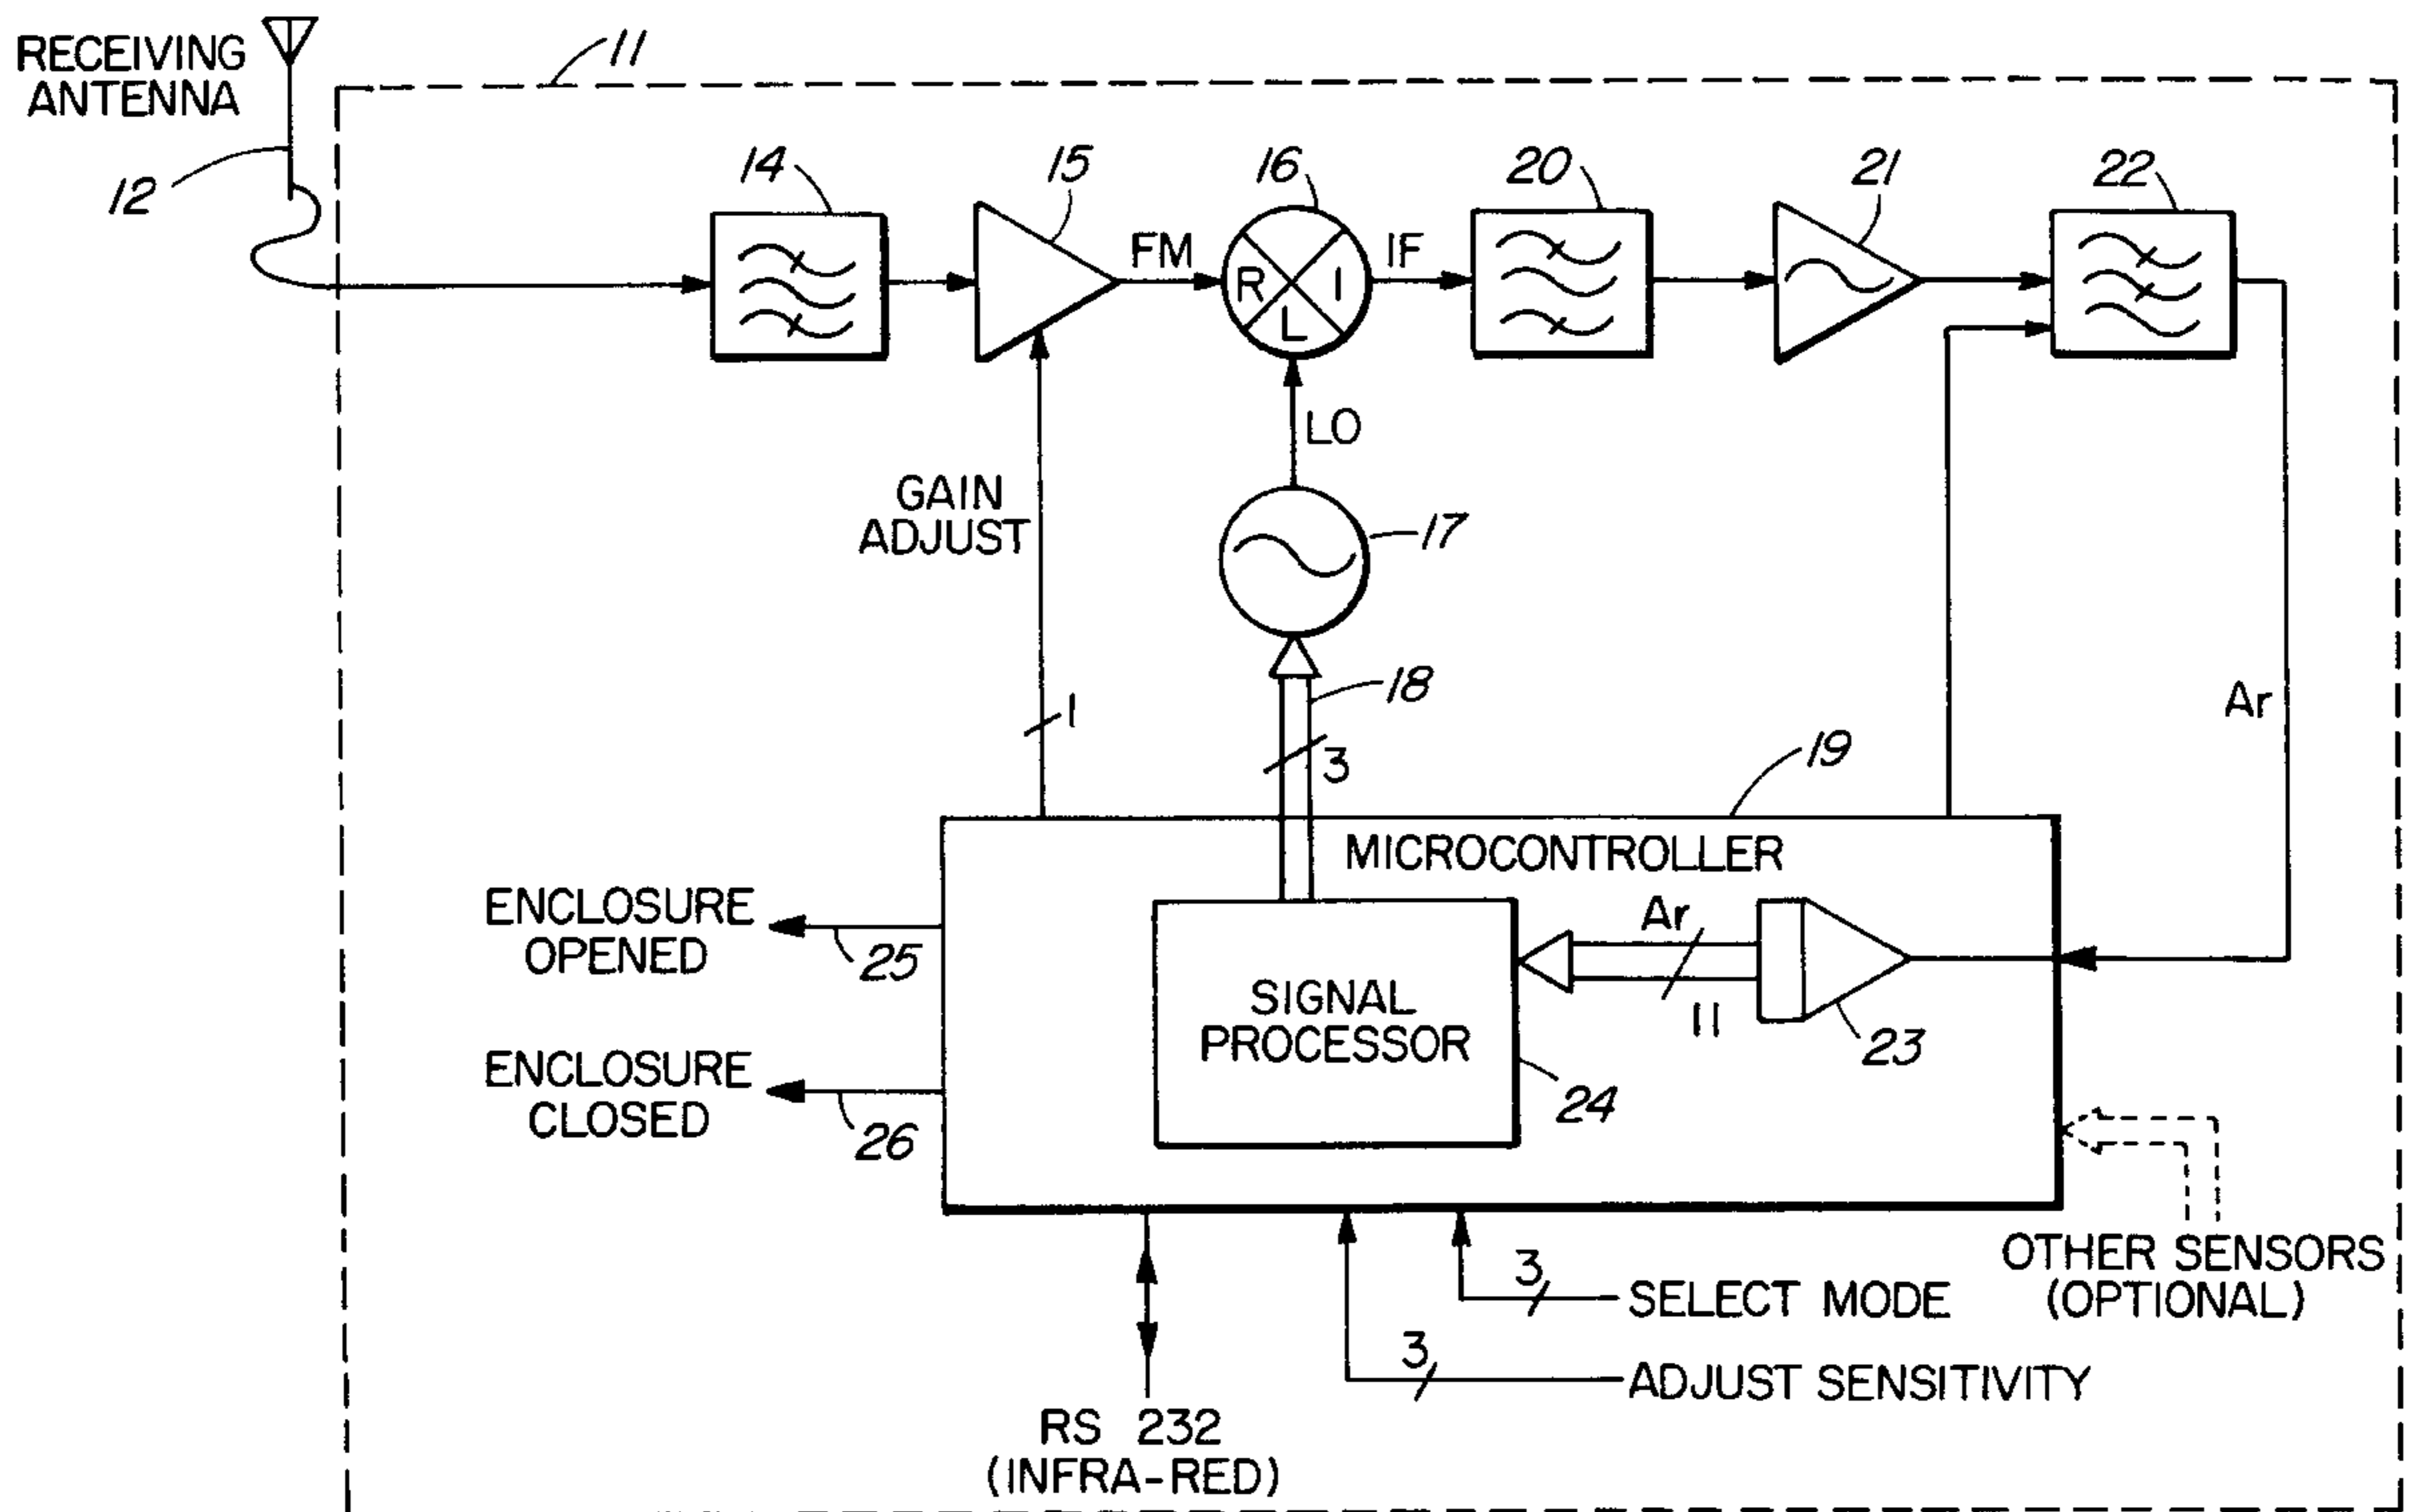 RECEIVING
ANTENNA
11
12
14
15
16
20
21
22
FM
IF
R
I
L
LO
GAIN
ADJUST
17
18
1
3
Ar
19
MICROCONTROLLER
ENCLOSURE
OPENED
25
Ar
11
SIGNAL
PROCESSOR
23
24
ENCLOSURE
CLOSED
26
OTHER SENSORS
(OPTIONAL)
3
SELECT MODE
3
ADJUST SENSITIVITY
RS 232
(INFRA-RED)